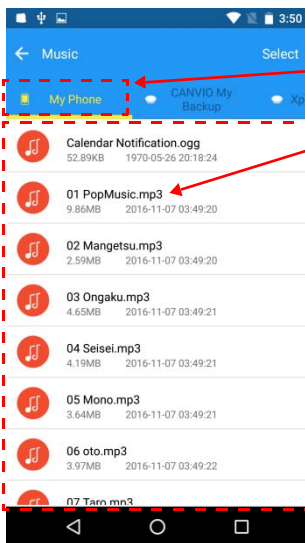 3:50
Music
Select
My Phone
CANVIO My
Backup
Xp
Calendar Notification.ogg
52.89KB 1970-05-26 20:18:24
01 PopMusic.mp3
9.86MB 2016-11-07 03:49:20
02 Mangetsu.mp3
2.59MB 2016-11-07 03:49:20
03 Ongaku.mp3
4.65MB 2016-11-07 03:49:21
04 Seisei.mp3
4.19MB 2016-11-07 03:49:21
05 Mono.mp3
3.64MB 2016-11-07 03:49:21
06 oto.mp3
3.97MB 2016-11-07 03:49:22
07 Taro.mp3